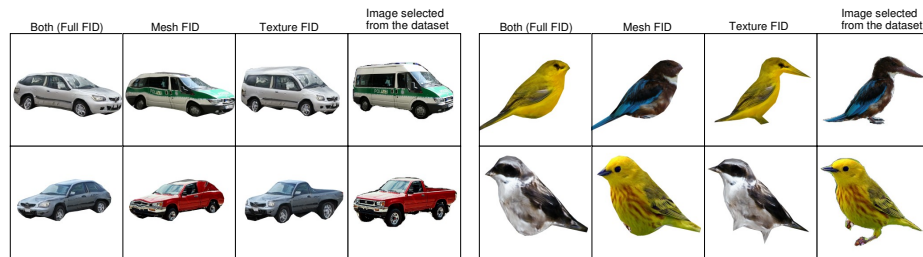 Both (Full FID)
Mesh FID
Texture FID
Image selected
from the dataset
Both (Full FID)
Mesh FID
Texture FID
Image selected
from the dataset